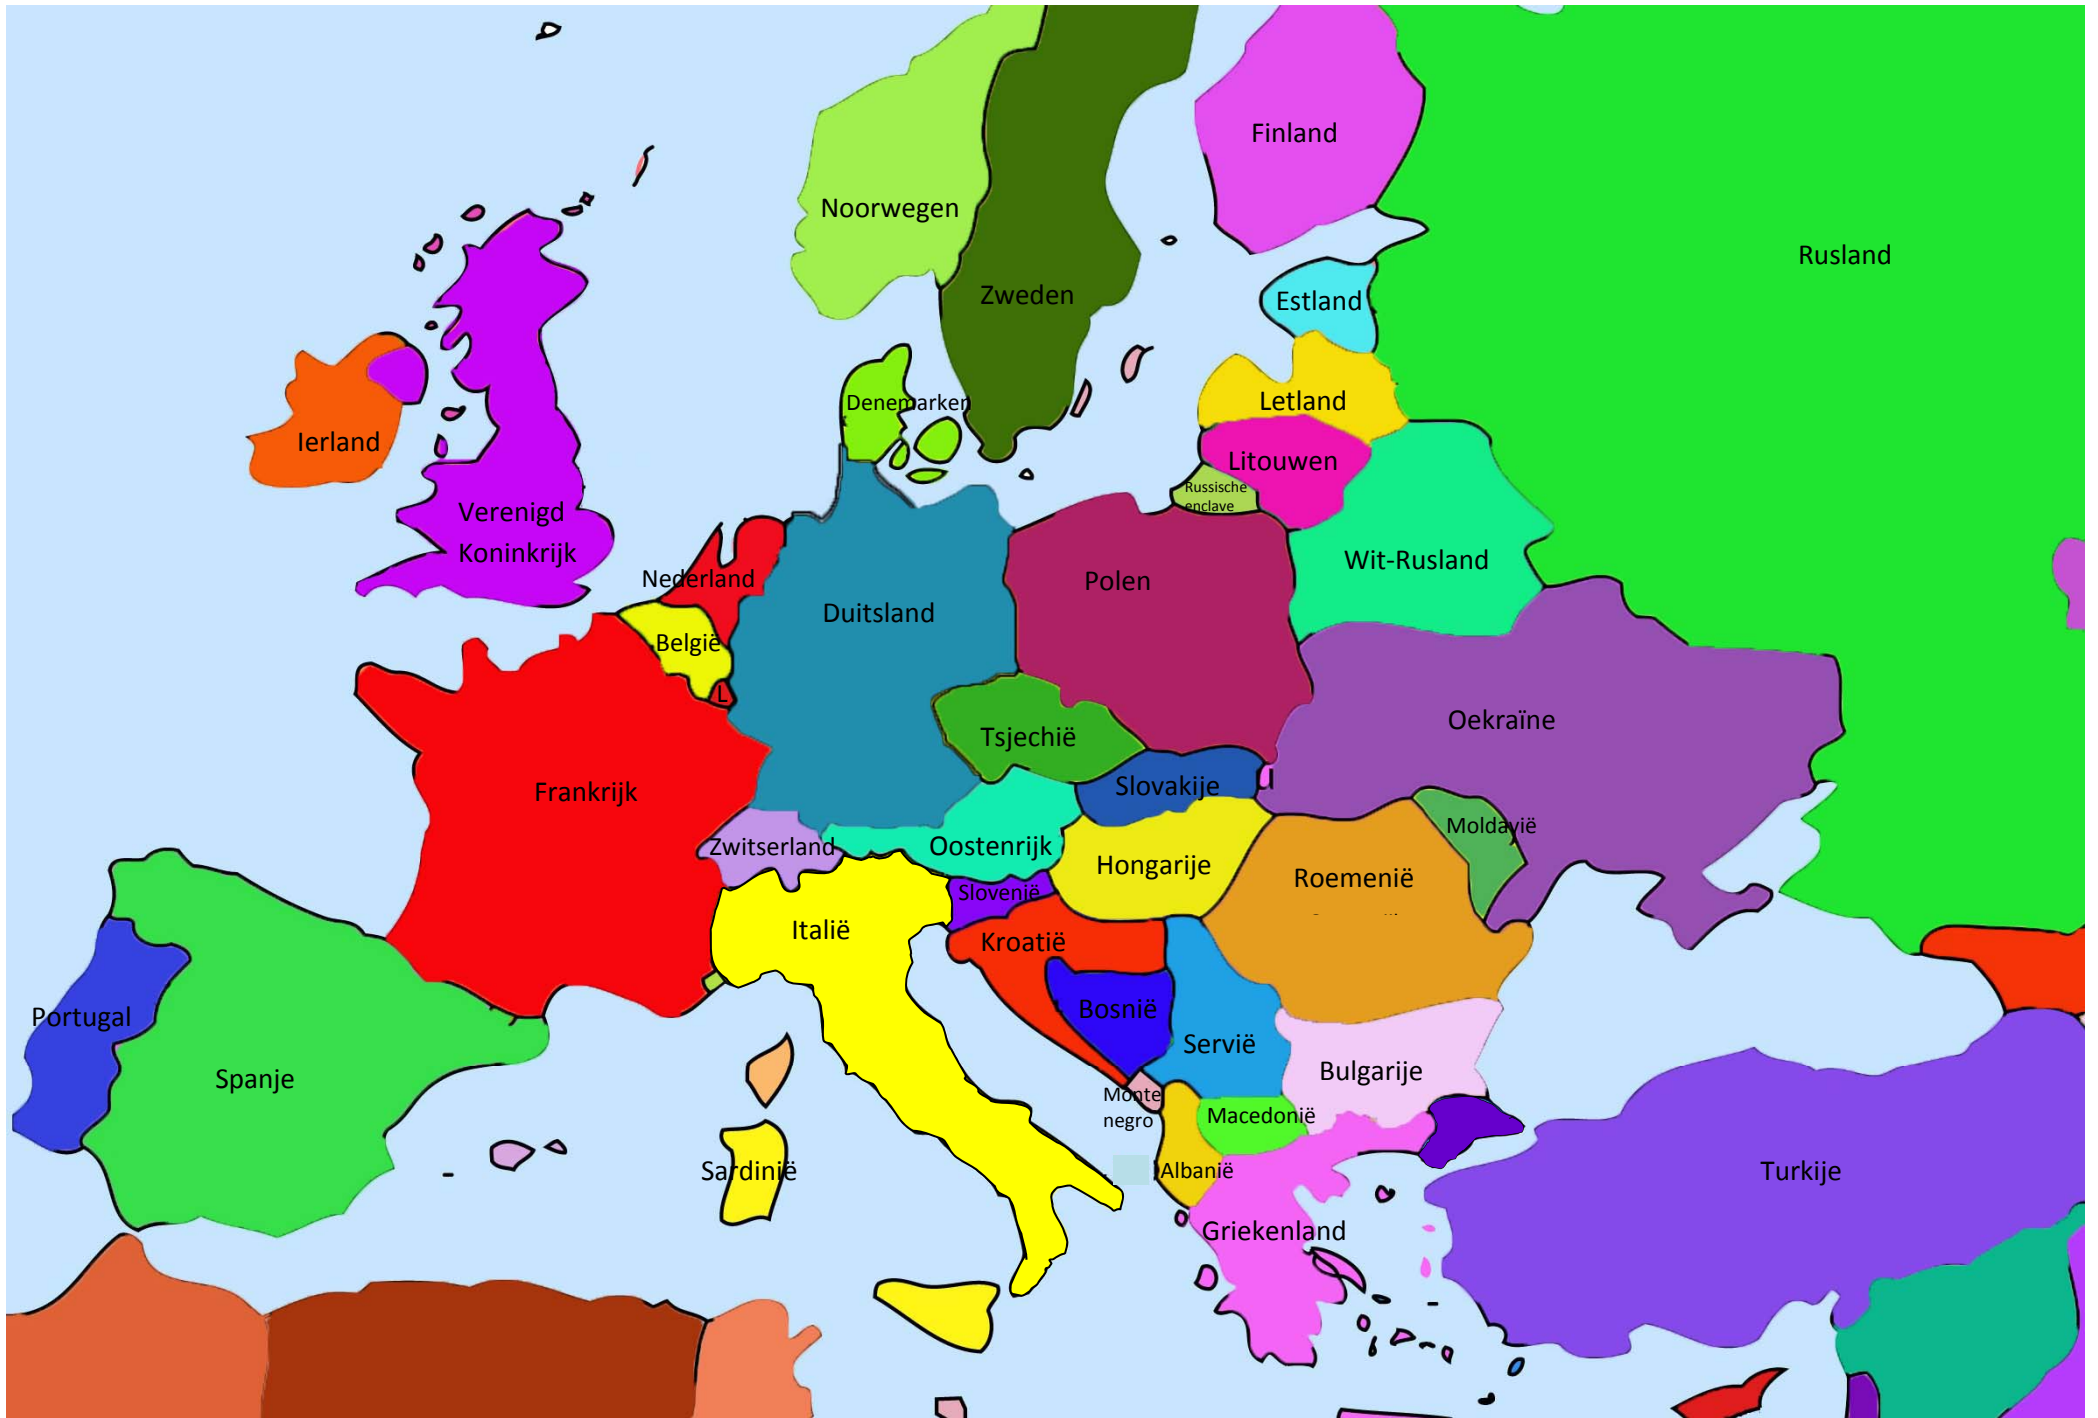 Finland
Noorwegen
Rusland
Zweden
Estland
Denemarken
Letland
Ierland
Litouwen
Russische
enclave
Verenigd
Koninkrijk
Wit-Rusland
Nederland
Polen
Duitsland
België
L
Oekraïne
Tsjechië
Slovakije
Frankrijk
Moldavië
Zwitserland
Oostenrijk
Hongarije
Roemenië
Slovenië
Italië
Kroatië
Bosnië
Portugal
Servië
Spanje
Bulgarije
Monte
negro
Macedonië
Sardinië
Albanië
Turkije
Griekenland